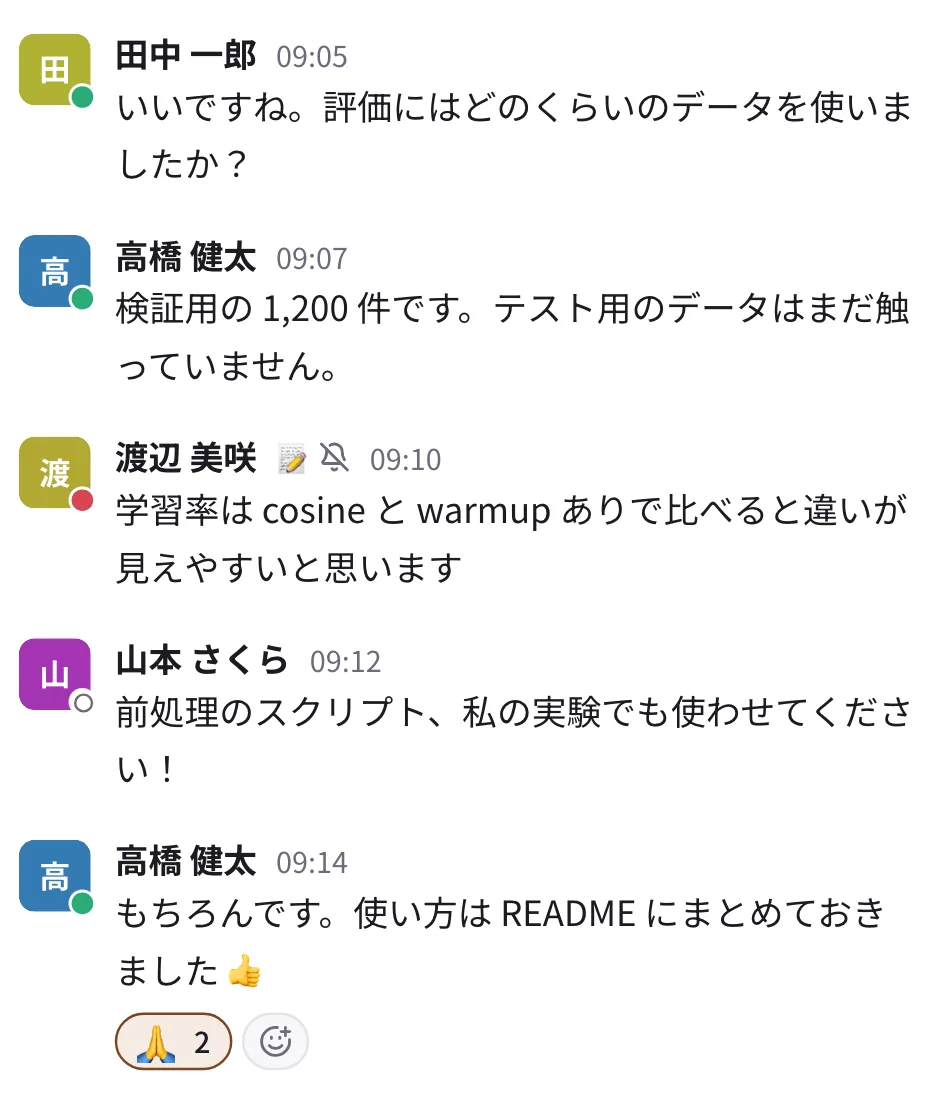 田
田中 一郎 09:05
いいですね。評価にはどのくらいのデータを使いま
したか？
高
高橋 健太 09:07
検証用の 1,200 件です。テスト用のデータはまだ触
っていません。
渡
渡辺 美咲 📝 09:10
学習率は cosine と warmup ありで比べると違いが
見えやすいと思います
山
山本 さくら 09:12
前処理のスクリプト、私の実験でも使わせてくださ
い！
高
高橋 健太 09:14
もちろんです。使い方は README にまとめておき
ました 👍
🙏 2